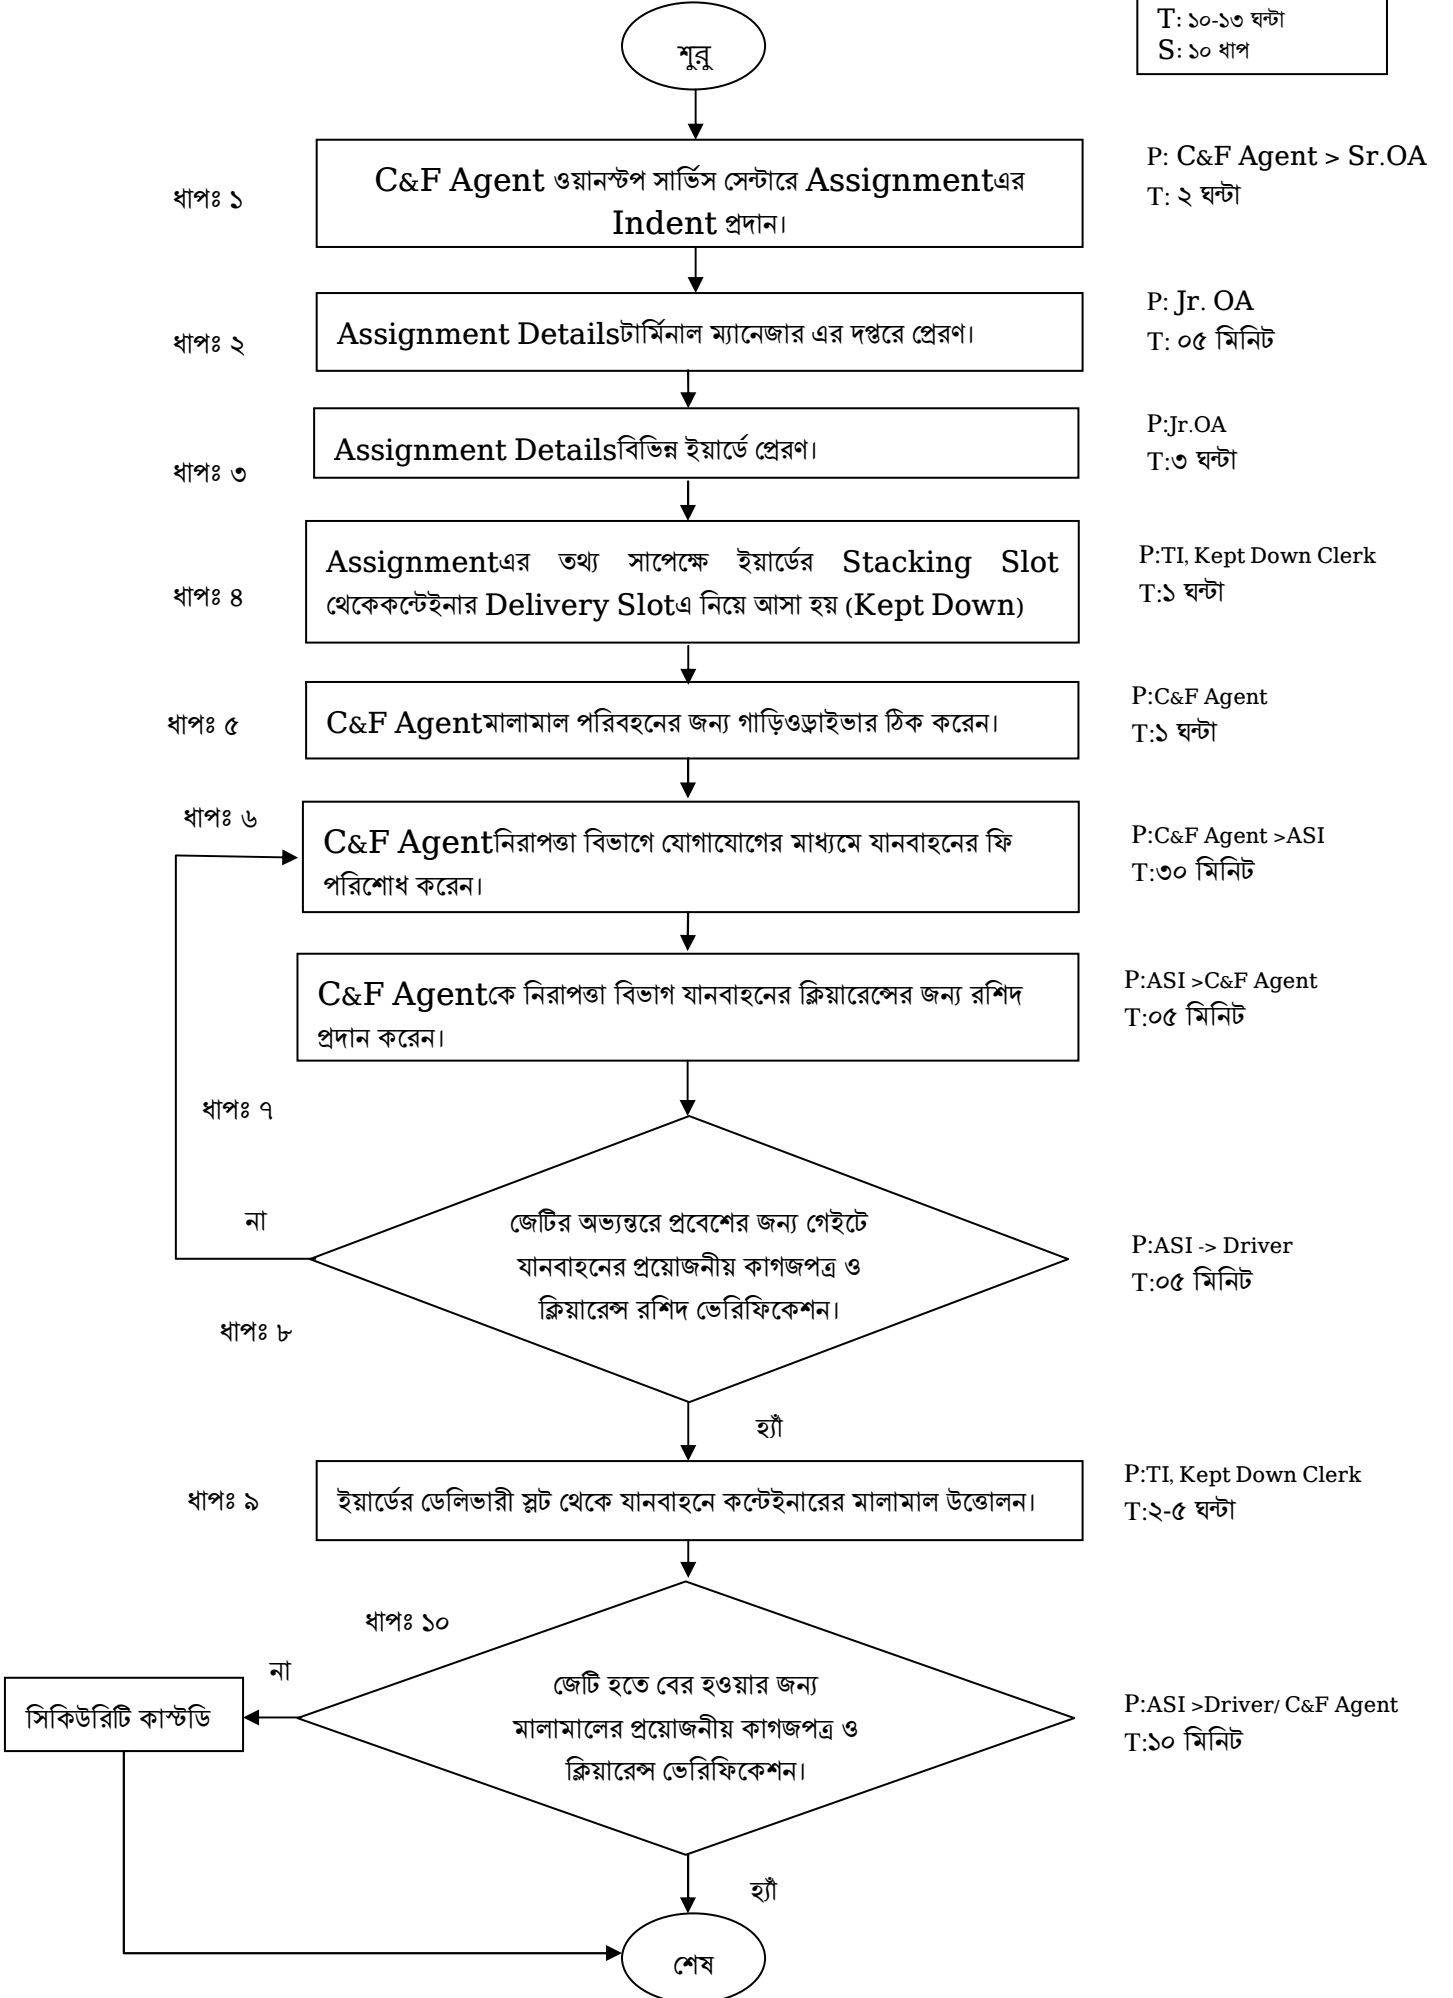 শুরু
T: ১০-১৩ ঘন্টা
S: ১০ ধাপ
ধাপঃ ১
C&F Agent ওয়ানস্টপ সার্ভিস সেন্টারে Assignmentএর
Indent প্রদান।
P: C&F Agent > Sr.OA
T: ২ ঘন্টা
ধাপঃ ২
Assignment Detailsটার্মিনাল ম্যানেজার এর দপ্তরে প্রেরণ।
P: Jr. OA
T: ০৫ মিনিট
ধাপঃ ৩
Assignment Detailsবিভিন্ন ইয়ার্ডে প্রেরণ।
P:Jr.OA
T:৩ ঘন্টা
ধাপঃ ৪
Assignmentএর তথ্য সাপেক্ষে ইয়ার্ডের Stacking Slot
থেকেকন্টেইনার Delivery Slotএ নিয়ে আসা হয় (Kept Down)
P:TI, Kept Down Clerk
T:১ ঘন্টা
ধাপঃ ৫
C&F Agentমালামাল পরিবহনের জন্য গাড়িওড্রাইভার ঠিক করেন।
P:C&F Agent
T:১ ঘন্টা
ধাপঃ ৬
C&F Agentনিরাপত্তা বিভাগে যোগাযোগের মাধ্যমে যানবাহনের ফি
পরিশোধ করেন।
P:C&F Agent >ASI
T:৩০ মিনিট
C&F Agentকে নিরাপত্তা বিভাগ যানবাহনের ক্লিয়ারেন্সের জন্য রশিদ
প্রদান করেন।
P:ASI >C&F Agent
T:০৫ মিনিট
ধাপঃ ৭
না
জেটির অভ্যন্তরে প্রবেশের জন্য গেইটে
যানবাহনের প্রয়োজনীয় কাগজপত্র ও
ক্লিয়ারেন্স রশিদ ভেরিফিকেশন।
P:ASI -> Driver
T:০৫ মিনিট
ধাপঃ ৮
হ্যাঁ
ধাপঃ ৯
ইয়ার্ডের ডেলিভারী স্লট থেকে যানবাহনে কন্টেইনারের মালামাল উত্তোলন।
P:TI, Kept Down Clerk
T:২-৫ ঘন্টা
ধাপঃ ১০
না
সিকিউরিটি কাস্টডি
জেটি হতে বের হওয়ার জন্য
মালামালের প্রয়োজনীয় কাগজপত্র ও
ক্লিয়ারেন্স ভেরিফিকেশন।
P:ASI >Driver/ C&F Agent
T:১০ মিনিট
হ্যাঁ
শেষ